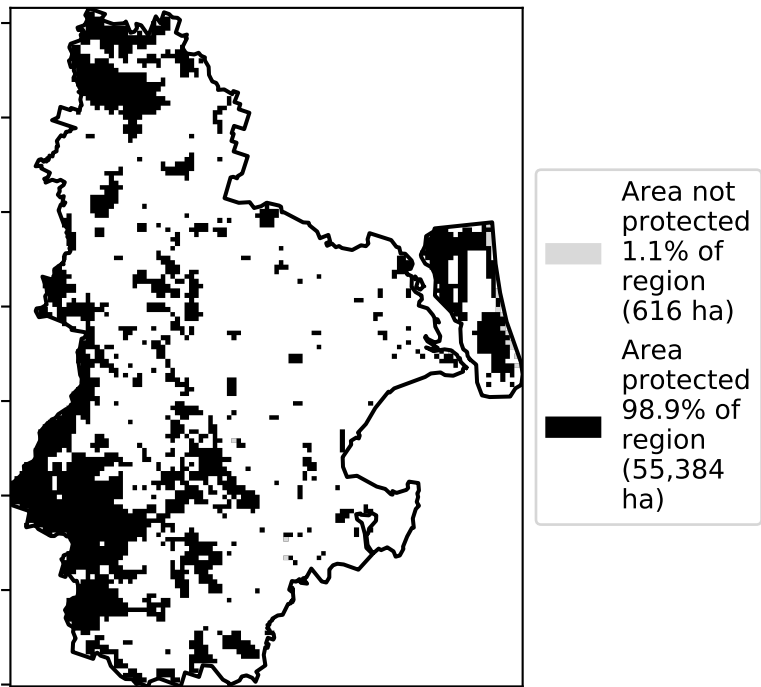 Area not
protected
1.1% of
region
(616 ha)
Area
protected
98.9% of
region
(55,384
ha)